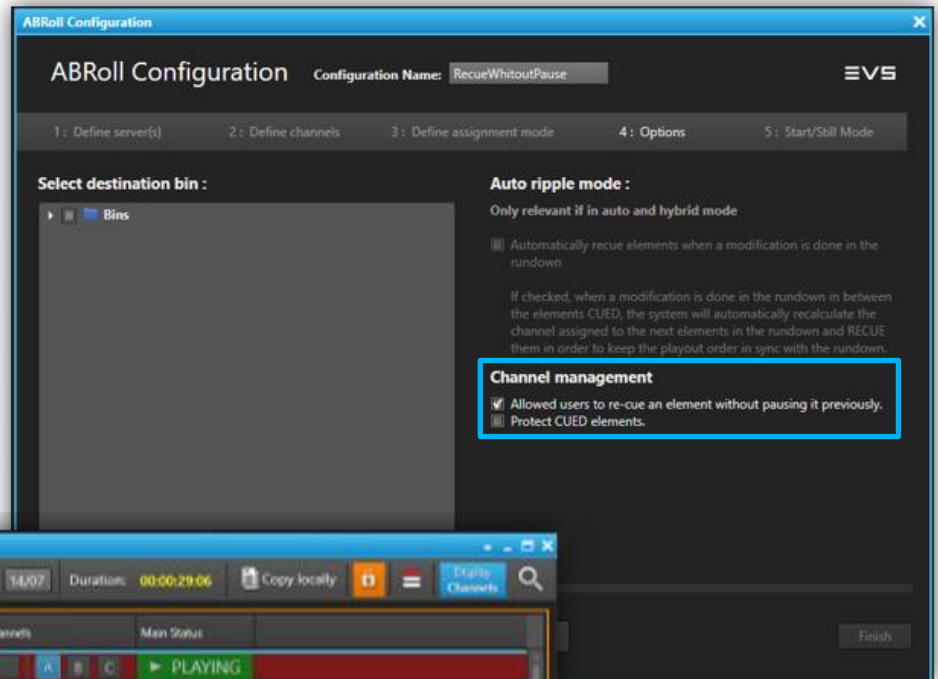 ABRoll Configuration
ABRoll Configuration Configuration Name: RecueWhitoutPause EVS
1 : Define server(s) 2 : Define channels 3 : Define assignment mode 4 : Options 5 : Start/Still Mode
Select destination bin :
Bins
Auto ripple mode :
Only relevant if in auto and hybrid mode
Automatically recue elements when a modification is done in the
rundown
If checked, when a modification is done in the rundown in between
the elements CUED, the system will automatically recalculate the
channel assigned to the next elements in the rundown and RECUE
them in order to keep the playout order in sync with the rundown.
Channel management
Allowed users to re-cue an element without pausing it previously.
Protect CUED elements.
14/07 Duration: 00:00:29:06 Copy locally Display
Channels
Main Status
A B C PLAYING
Finish